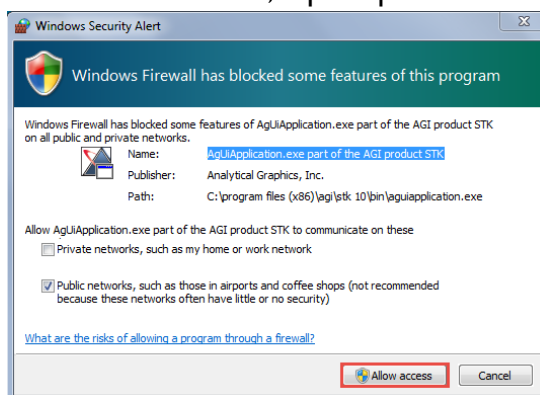 Windows Security Alert
Windows Firewall has blocked some features of this program
Windows Firewall has blocked some features of AgUiApplication.exe part of the AGI product STK
on all public and private networks.
Name: AgUiApplication.exe part of the AGI product STK
Publisher: Analytical Graphics, Inc.
Path: C:\program files (x86)\agi\stk 10\bin\aguiapplication.exe
Allow AgUiApplication.exe part of the AGI product STK to communicate on these
Private networks, such as my home or work network
Public networks, such as those in airports and coffee shops (not recommended
because these networks often have little or no security)
What are the risks of allowing a program through a firewall?
Allow access Cancel